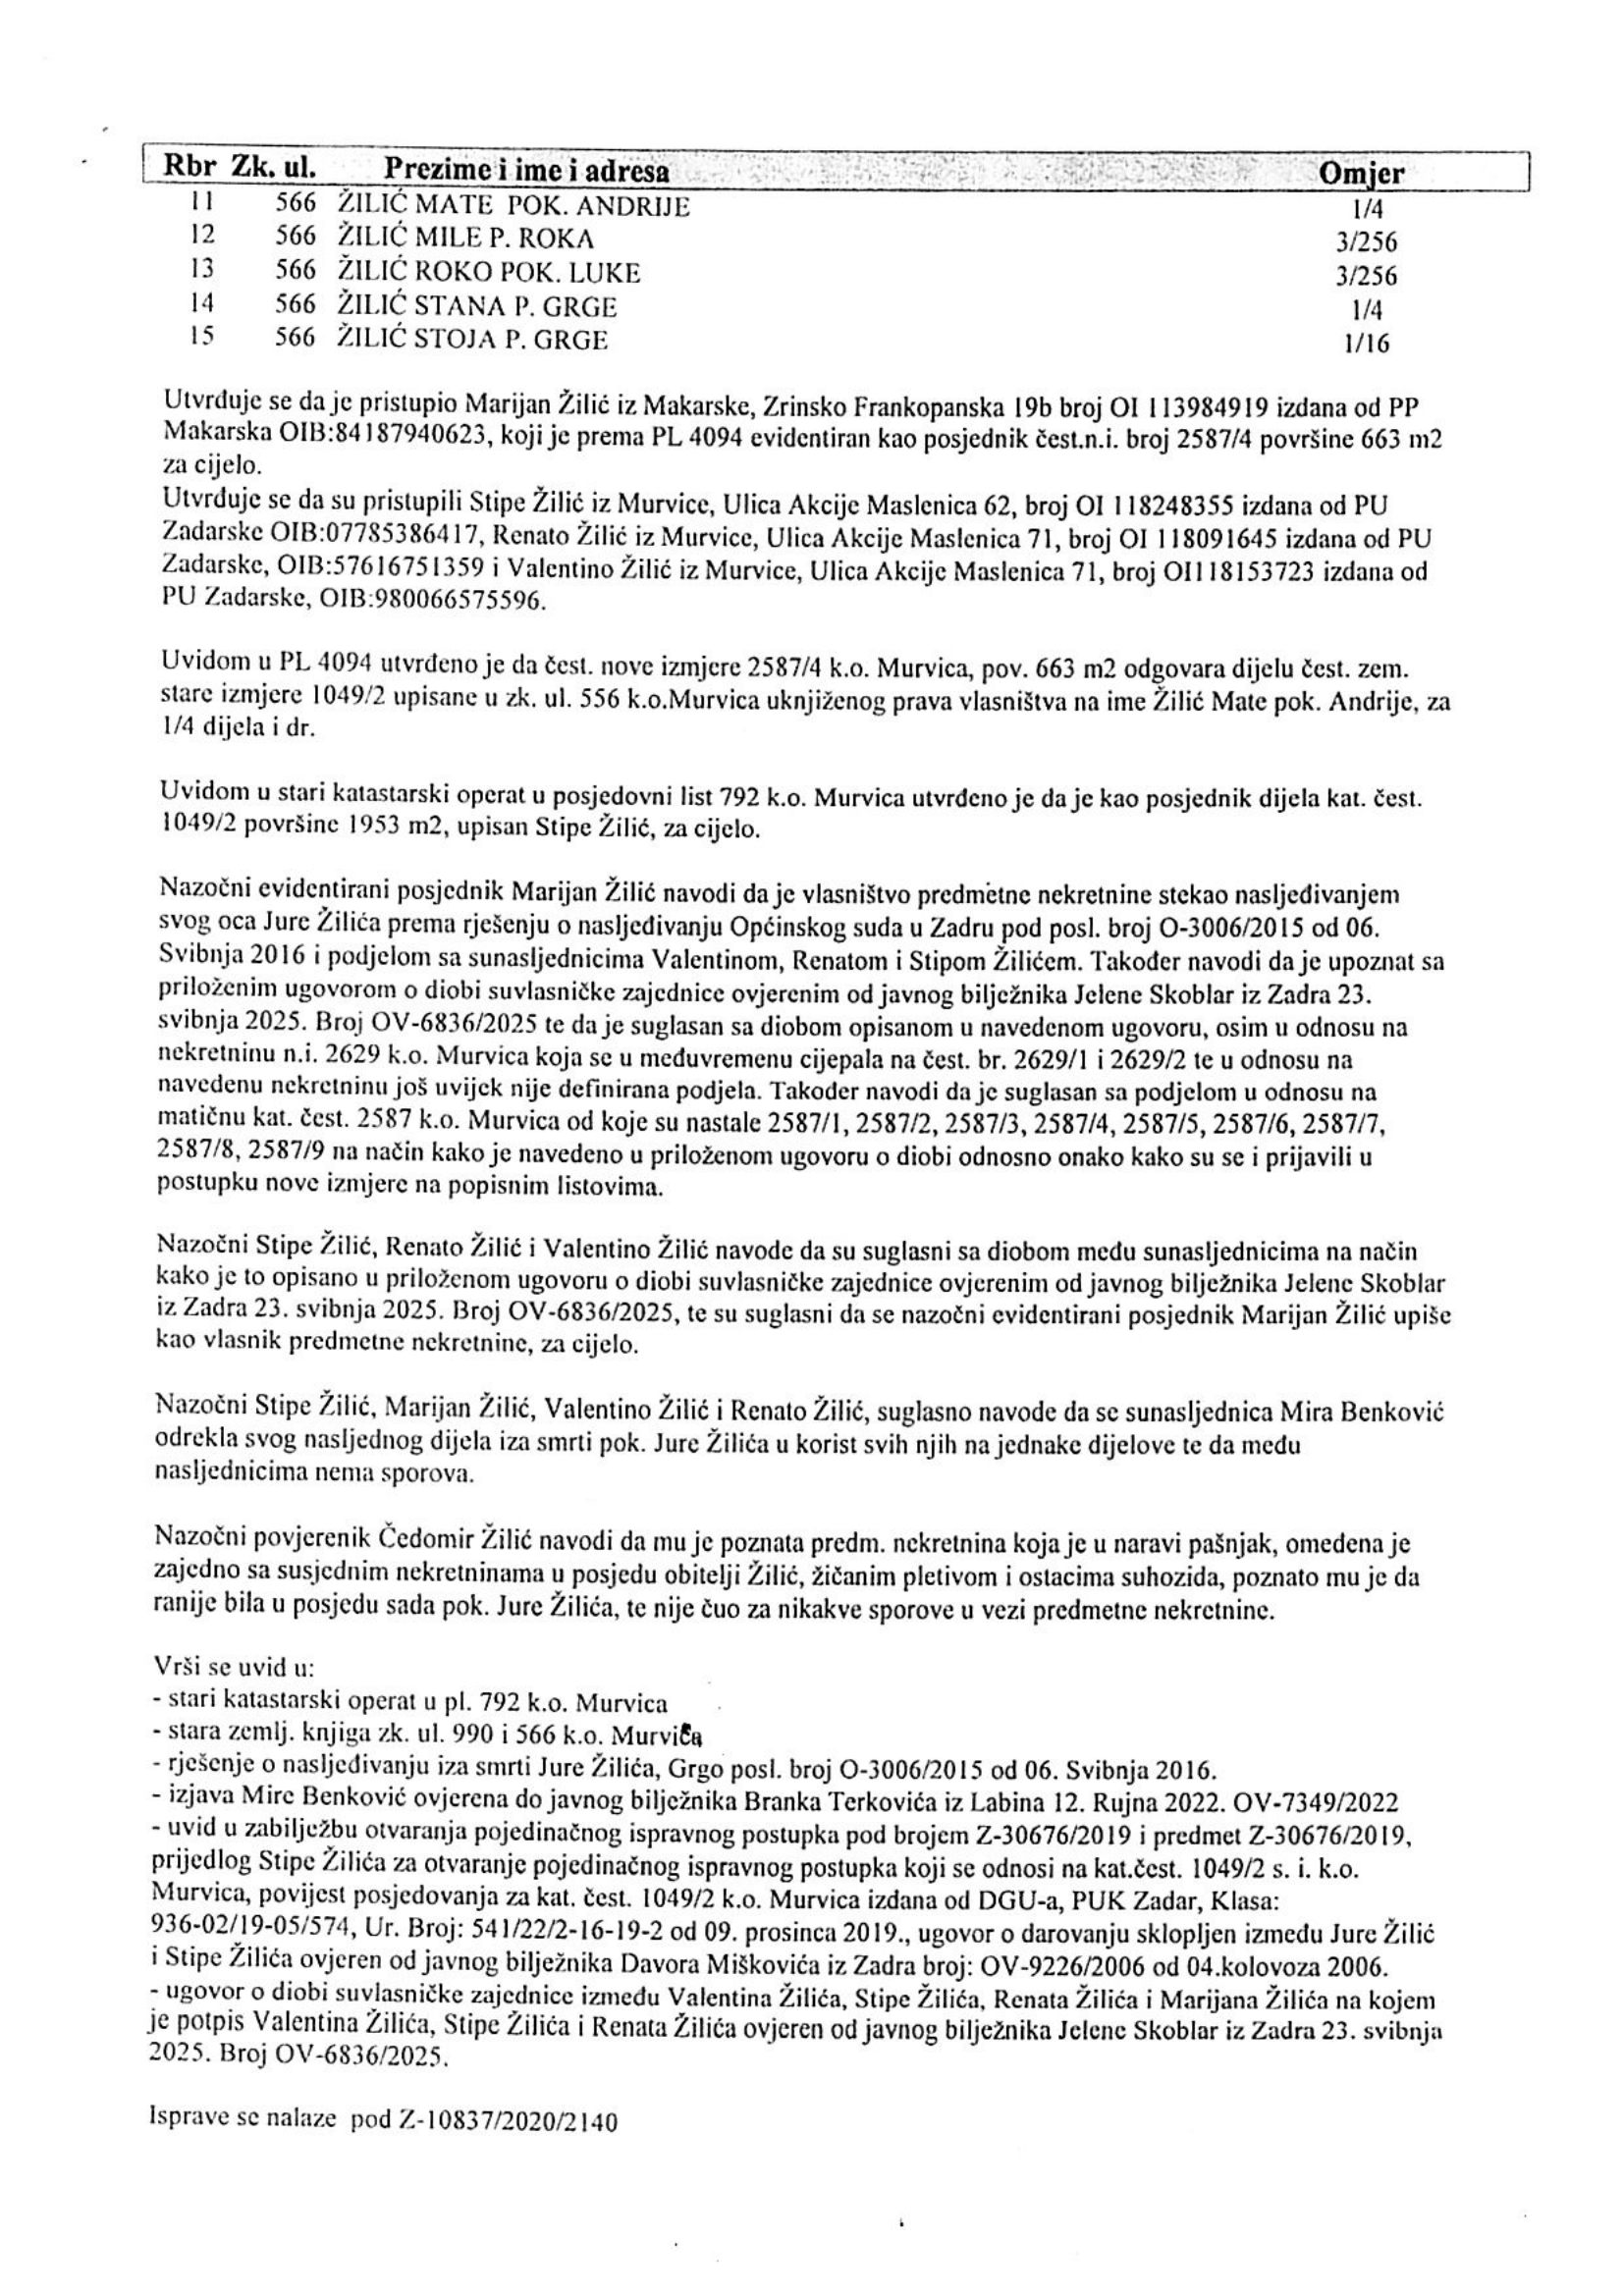 Rbr Zk. ul. Prezime i ime i adresa Omjer
11 566 ŽILIĆ MATE POK. ANDRIJE 1/4
12 566 ŽILIĆ MILE P. ROKA 3/256
13 566 ŽILIĆ ROKO POK. LUKE 3/256
14 566 ŽILIĆ STANA P. GRGE 1/4
15 566 ŽILIĆ STOJA P. GRGE 1/16
Utvrđuje se da je pristupio Marijan Žilić iz Makarske, Zrinsko Frankopanska 19b broj OI 113984919 izdana od PP
Makarska OIB:84187940623, koji je prema PL 4094 evidentiran kao posjednik čest.n.i. broj 2587/4 površine 663 m2
za cijelo.
Utvrđuje se da su pristupili Stipe Žilić iz Murvice, Ulica Akcije Maslenica 62, broj OI 118248355 izdana od PU
Zadarske OIB:07785386417, Renato Žilić iz Murvice, Ulica Akcije Maslenica 71, broj OI 118091645 izdana od PU
Zadarske, OIB:57616751359 i Valentino Žilić iz Murvice, Ulica Akcije Maslenica 71, broj OI118153723 izdana od
PU Zadarske, OIB:980066575596.
Uvidom u PL 4094 utvrđeno je da čest. nove izmjere 2587/4 k.o. Murvica, pov. 663 m2 odgovara dijelu čest. zem.
stare izmjere 1049/2 upisane u zk. ul. 556 k.o.Murvica uknjiženog prava vlasništva na ime Žilić Mate pok. Andrije, za
1/4 dijela i dr.
Uvidom u stari katastarski operat u posjedovni list 792 k.o. Murvica utvrđeno je da je kao posjednik dijela kat. čest.
1049/2 površine 1953 m2, upisan Stipe Žilić, za cijelo.
Nazočni evidentirani posjednik Marijan Žilić navodi da je vlasništvo predmetne nekretnine stekao nasljeđivanjem
svog oca Jure Žilića prema rješenju o nasljeđivanju Općinskog suda u Zadru pod posl. broj O-3006/2015 od 06.
Svibnja 2016 i podjelom sa sunasljednicima Valentinom, Renatom i Stipom Žilićem. Također navodi da je upoznat sa
priloženim ugovorom o diobi suvlasničke zajednice ovjerenim od javnog bilježnika Jelene Skoblar iz Zadra 23.
svibnja 2025. Broj OV-6836/2025 te da je suglasan sa diobom opisanom u navedenom ugovoru, osim u odnosu na
nekretninu n.i. 2629 k.o. Murvica koja se u međuvremenu cijepala na čest. br. 2629/1 i 2629/2 te u odnosu na
navedenu nekretninu još uvijek nije definirana podjela. Također navodi da je suglasan sa podjelom u odnosu na
matičnu kat. čest. 2587 k.o. Murvica od koje su nastale 2587/1, 2587/2, 2587/3, 2587/4, 2587/5, 2587/6, 2587/7,
2587/8, 2587/9 na način kako je navedeno u priloženom ugovoru o diobi odnosno onako kako su se i prijavili u
postupku nove izmjere na popisnim listovima.
Nazočni Stipe Žilić, Renato Žilić i Valentino Žilić navode da su suglasni sa diobom među sunasljednicima na način
kako je to opisano u priloženom ugovoru o diobi suvlasničke zajednice ovjerenim od javnog bilježnika Jelene Skoblar
iz Zadra 23. svibnja 2025. Broj OV-6836/2025, te su suglasni da se nazočni evidentirani posjednik Marijan Žilić upiše
kao vlasnik predmetne nekretnine, za cijelo.
Nazočni Stipe Žilić, Marijan Žilić, Valentino Žilić i Renato Žilić, suglasno navode da se sunasljednica Mira Benković
odrekla svog nasljednog dijela iza smrti pok. Jure Žilića u korist svih njih na jednake dijelove te da među
nasljednicima nema sporova.
Nazočni povjerenik Čedomir Žilić navodi da mu je poznata predm. nekretnina koja je u naravi pašnjak, omeđena je
zajedno sa susjednim nekretninama u posjedu obitelji Žilić, žičanim pletivom i ostacima suhozida, poznato mu je da
ranije bila u posjedu sada pok. Jure Žilića, te nije čuo za nikakve sporove u vezi predmetne nekretnine.
Vrši se uvid u:
- stari katastarski operat u pl. 792 k.o. Murvica
- stara zemlj. knjiga zk. ul. 990 i 566 k.o. Murvica
- rješenje o nasljeđivanju iza smrti Jure Žilića, Grgo posl. broj O-3006/2015 od 06. Svibnja 2016.
- izjava Mire Benković ovjerena do javnog bilježnika Branka Terkovića iz Labina 12. Rujna 2022. OV-7349/2022
- uvid u zabilježbu otvaranja pojedinačnog ispravnog postupka pod brojem Z-30676/2019 i predmet Z-30676/2019,
prijedlog Stipe Žilića za otvaranje pojedinačnog ispravnog postupka koji se odnosi na kat.čest. 1049/2 s. i. k.o.
Murvica, povijest posjedovanja za kat. čest. 1049/2 k.o. Murvica izdana od DGU-a, PUK Zadar, Klasa:
936-02/19-05/574, Ur. Broj: 541/22/2-16-19-2 od 09. prosinca 2019., ugovor o darovanju sklopljen između Jure Žilić
i Stipe Žilića ovjeren od javnog bilježnika Davora Miškovića iz Zadra broj: OV-9226/2006 od 04.kolovoza 2006.
- ugovor o diobi suvlasničke zajednice između Valentina Žilića, Stipe Žilića, Renata Žilića i Marijana Žilića na kojem
je potpis Valentina Žilića, Stipe Žilića i Renata Žilića ovjeren od javnog bilježnika Jelene Skoblar iz Zadra 23. svibnja
2025. Broj OV-6836/2025.
Isprave se nalaze pod Z-10837/2020/2140